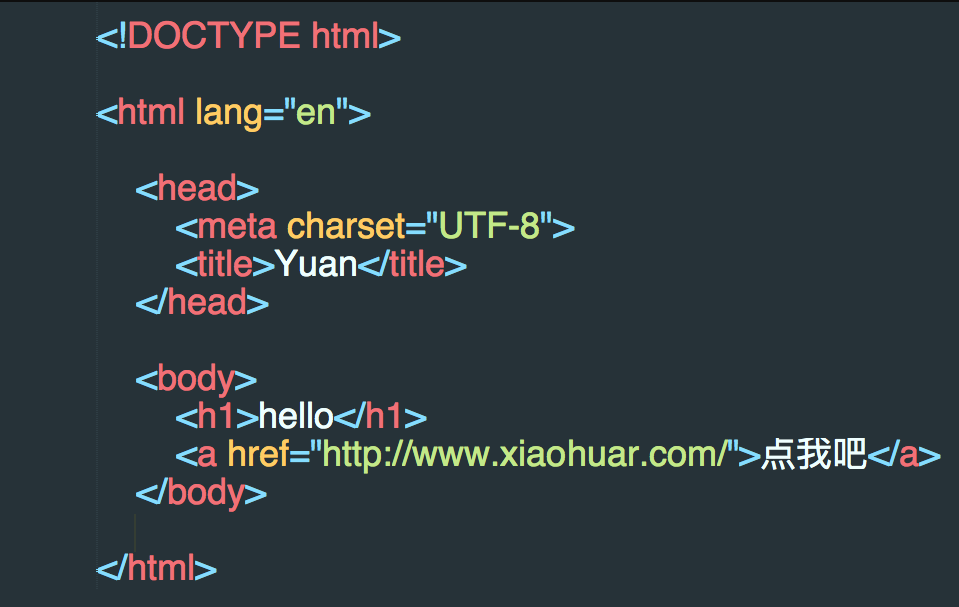 <!DOCTYPE html>
<html lang="en">
<head>
<meta charset="UTF-8">
<title>Yuan</title>
</head>
<body>
<h1>hello</h1>
<a href="http://www.xiaohuar.com/">点我吧</a>
</body>
</html>